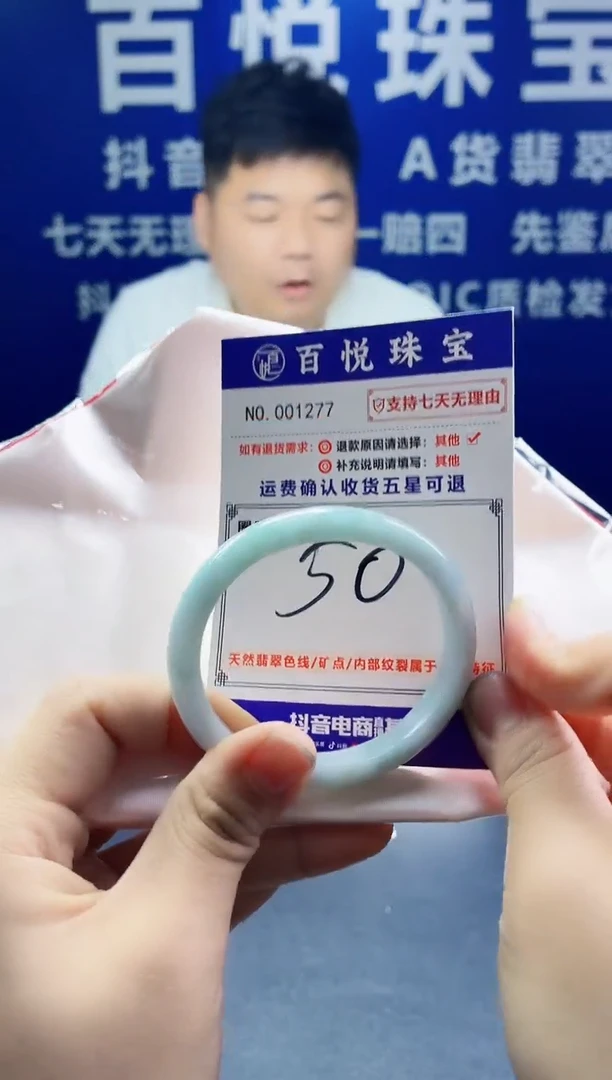 百悦珠宝
抖音
A货翡翠
七天无理
一赔四
先鉴
抖
QIC质检发
百悦珠宝
NO. 001277
支持七天无理由
如有退货需求：
退款原因请选择：其他
补充说明请填写：其他
运费确认收货五星可退
50
天然翡翠色线/矿点/内部纹裂属于
特征
抖音电商